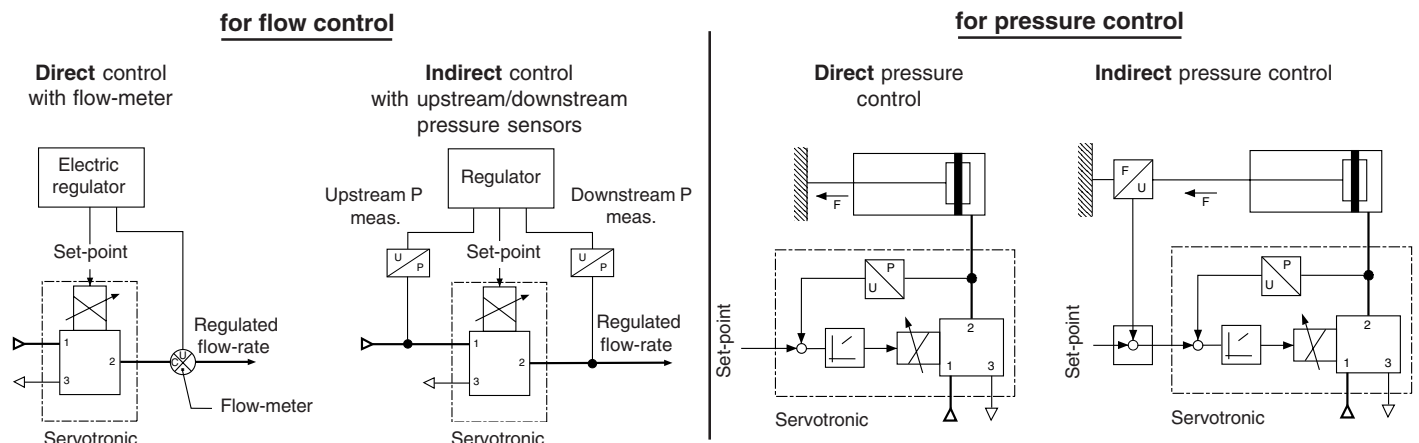 for flow control
Direct control
with flow-meter
Electric
regulator
Set-point
1
2
3
C
U
Regulated
flow-rate
Flow-meter
Servotronic
Indirect control
with upstream/downstream
pressure sensors
Regulator
Upstream P
meas.
Downstream P
meas.
Set-point
U
P
U
P
1
2
3
Regulated
flow-rate
Servotronic
for pressure control
Direct pressure
control
F
P
U
Set-point
2
1
3
Servotronic
Indirect pressure control
F
U
F
P
U
Set-point
2
1
3
Servotronic